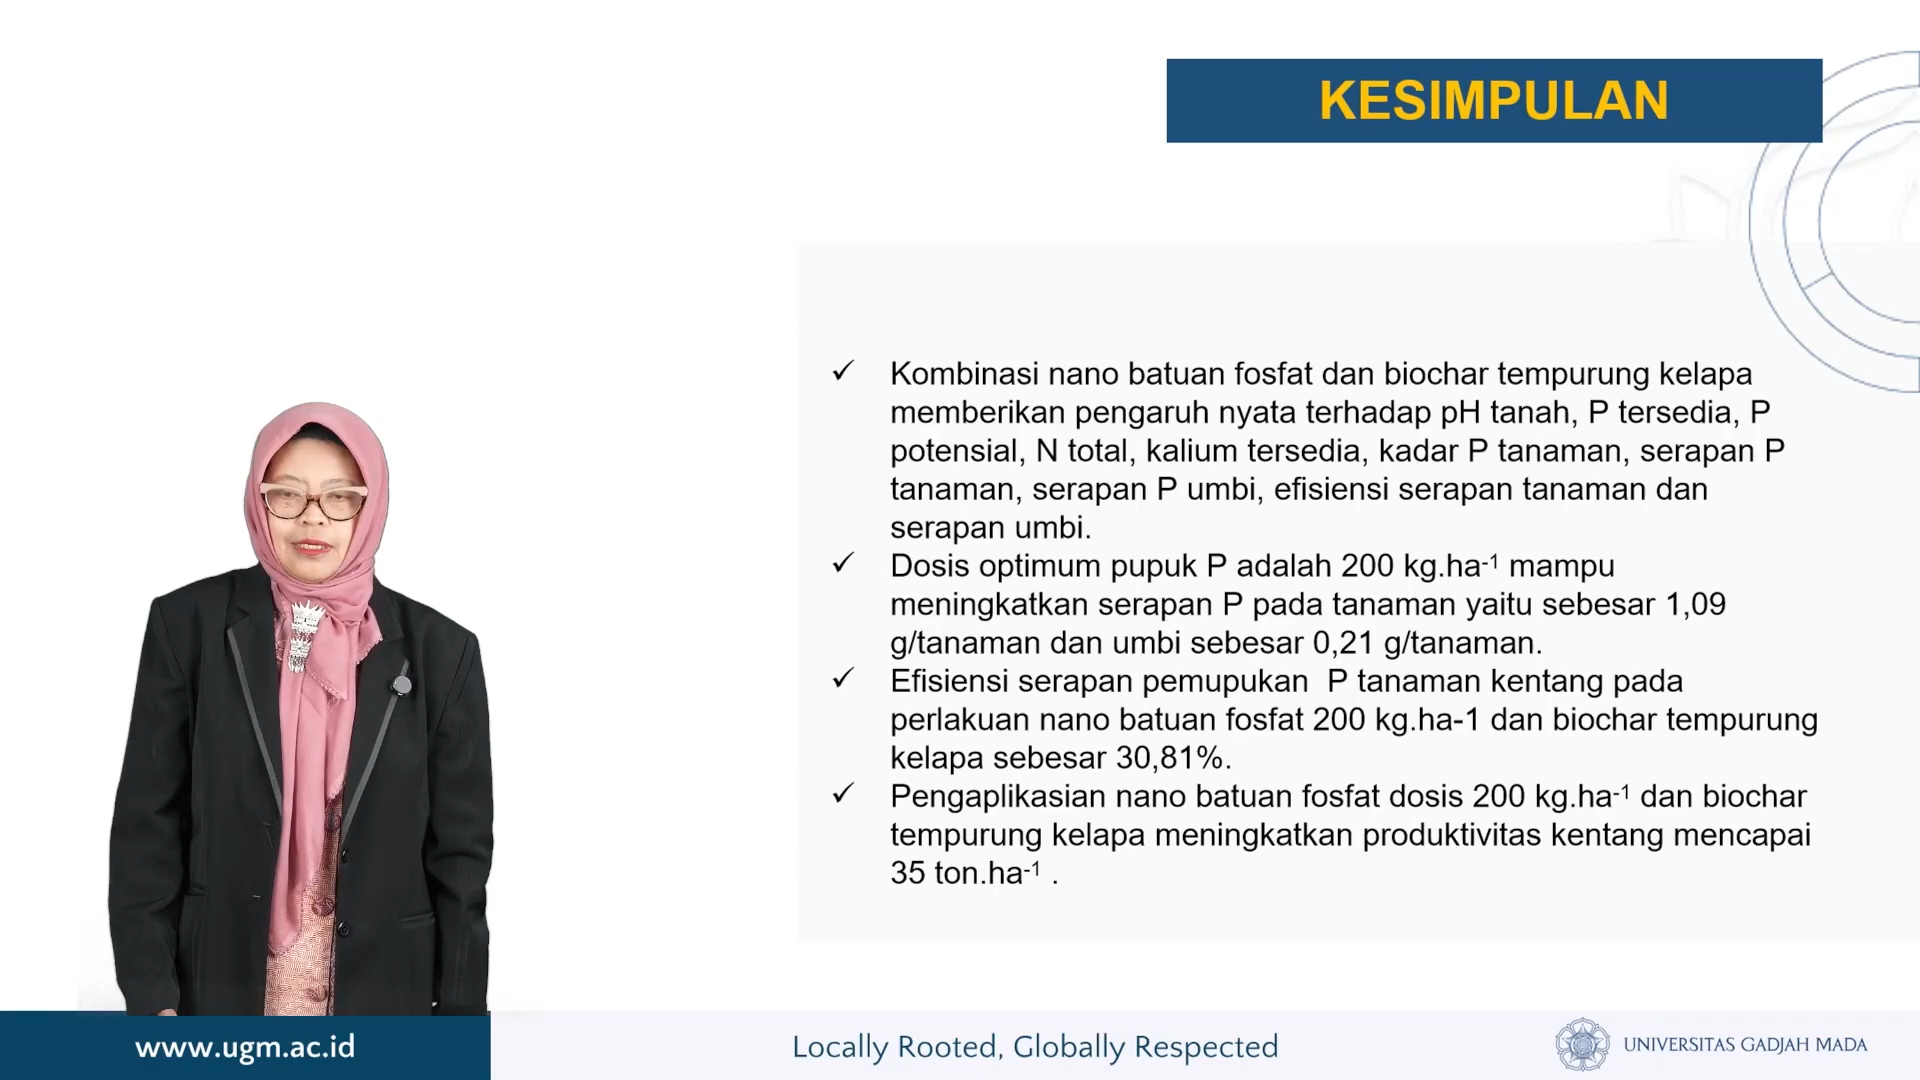 KESIMPULAN
✓ Kombinasi nano batuan fosfat dan biochar tempurung kelapa
memberikan pengaruh nyata terhadap pH tanah, P tersedia, P
potensial, N total, kalium tersedia, kadar P tanaman, serapan P
tanaman, serapan P umbi, efisiensi serapan tanaman dan
serapan umbi.
✓ Dosis optimum pupuk P adalah 200 kg.ha⁻¹ mampu
meningkatkan serapan P pada tanaman yaitu sebesar 1,09
g/tanaman dan umbi sebesar 0,21 g/tanaman.
✓ Efisiensi serapan pemupukan  P tanaman kentang pada
perlakuan nano batuan fosfat 200 kg.ha-1 dan biochar tempurung
kelapa sebesar 30,81%.
✓ Pengaplikasian nano batuan fosfat dosis 200 kg.ha⁻¹ dan biochar
tempurung kelapa meningkatkan produktivitas kentang mencapai
35 ton.ha⁻¹ .
www.ugm.ac.id
Locally Rooted, Globally Respected
UNIVERSITAS GADJAH MADA